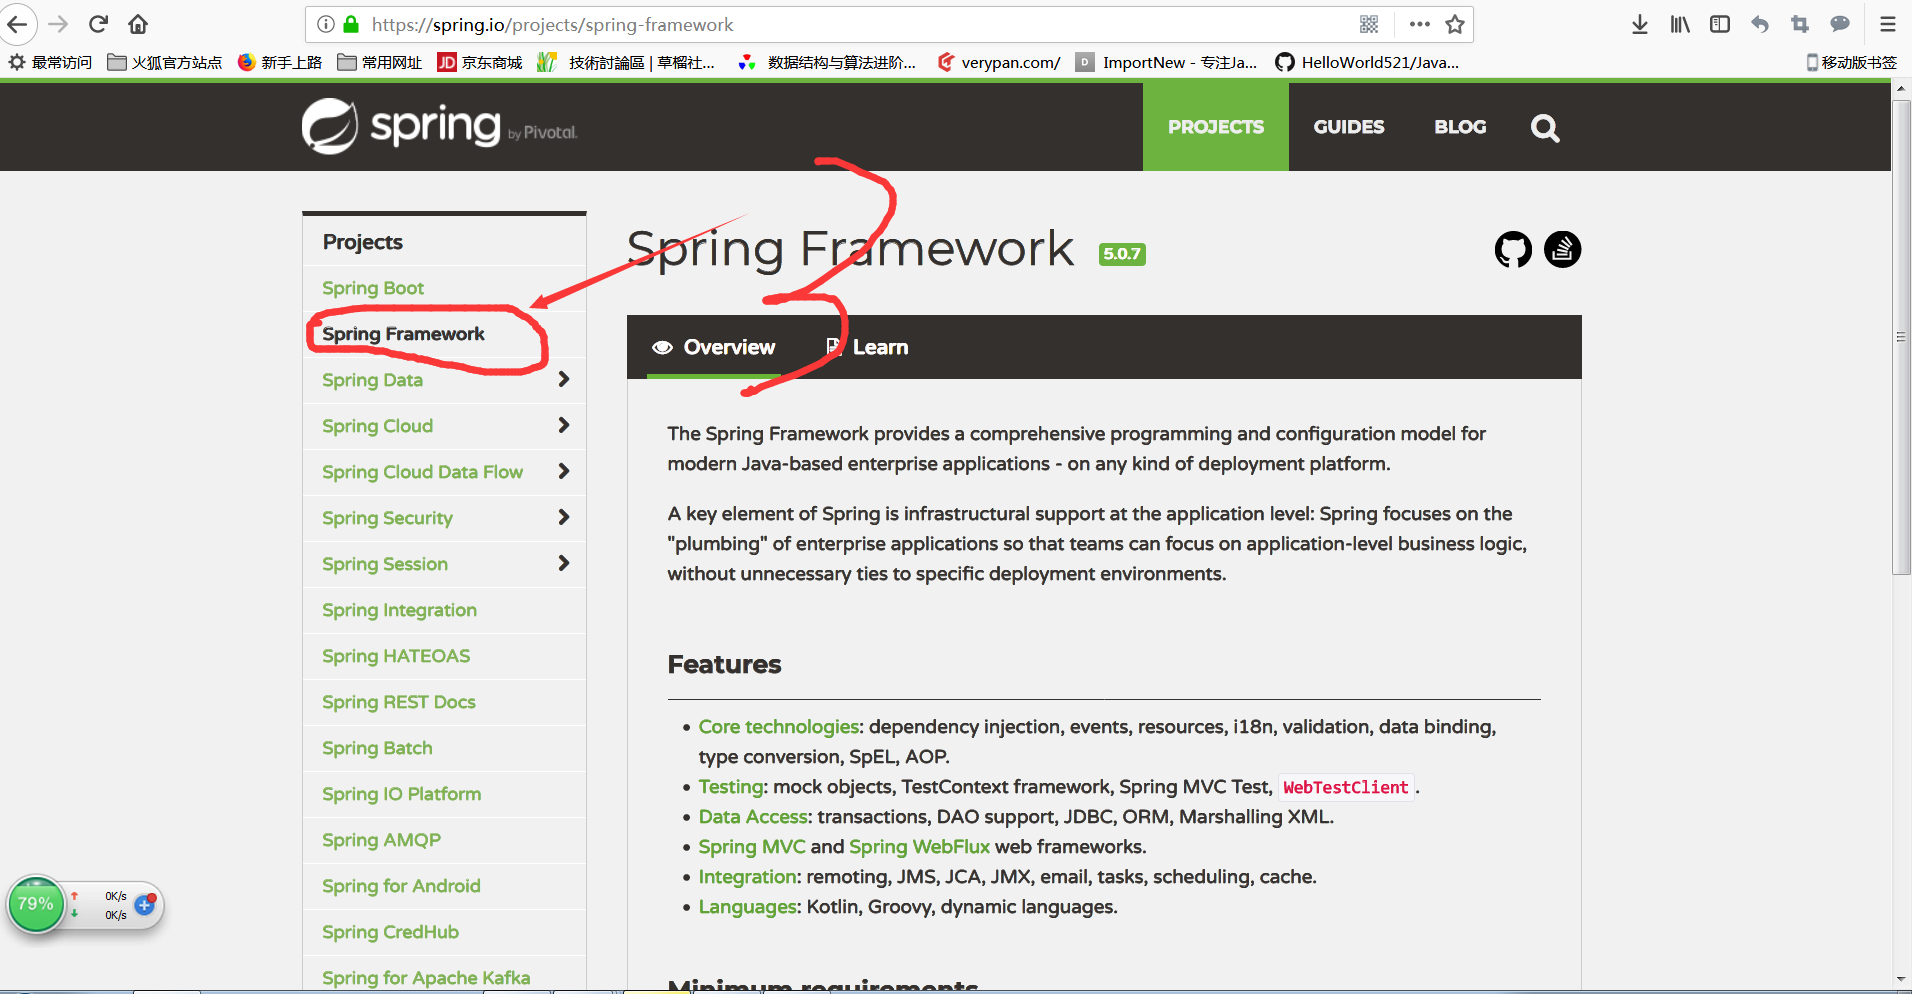 https://spring.io/projects/spring-framework
最常访问 火狐官方站点 新手上路 常用网址 JD 京东商城 技術討論區 | 草榴社... 数据结构与算法进阶... verypan.com/ D ImportNew - 专注Ja... HelloWorld521/Java... 移动版书签
spring by Pivotal.
PROJECTS GUIDES BLOG
3
Projects
Spring Boot
Spring Framework
Spring Data
Spring Cloud
Spring Cloud Data Flow
Spring Security
Spring Session
Spring Integration
Spring HATEOAS
Spring REST Docs
Spring Batch
Spring IO Platform
Spring AMQP
Spring for Android
Spring CredHub
Spring for Apache Kafka
Spring Framework 5.0.7
Overview Learn
The Spring Framework provides a comprehensive programming and configuration model for
modern Java-based enterprise applications - on any kind of deployment platform.
A key element of Spring is infrastructural support at the application level: Spring focuses on the
"plumbing" of enterprise applications so that teams can focus on application-level business logic,
without unnecessary ties to specific deployment environments.
Features
• Core technologies: dependency injection, events, resources, i18n, validation, data binding,
type conversion, SpEL, AOP.
• Testing: mock objects, TestContext framework, Spring MVC Test, WebTestClient.
• Data Access: transactions, DAO support, JDBC, ORM, Marshalling XML.
• Spring MVC and Spring WebFlux web frameworks.
• Integration: remoting, JMS, JCA, JMX, email, tasks, scheduling, cache.
• Languages: Kotlin, Groovy, dynamic languages.
Minimum requirements
79%
0K/s
0K/s